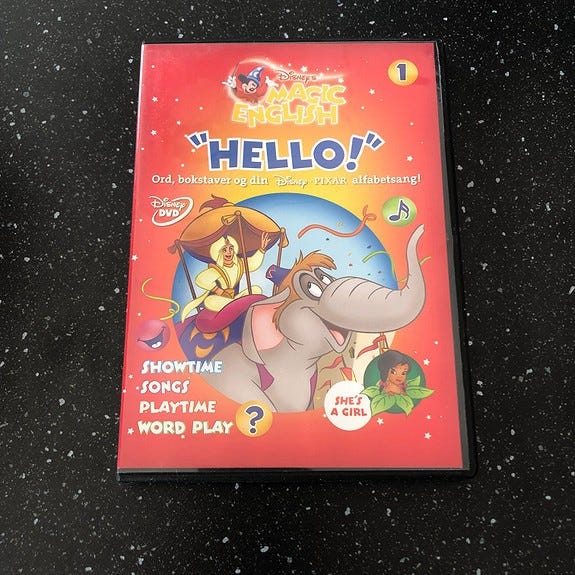 Disney's
MAGIC
ENGLISH
1
"HELLO!"
Ord, bokstaver og din Disney · PIXAR alfabetsang!
Disney
DVD
SHOWTIME
SONGS
PLAYTIME
WORD PLAY
?
SHE'S
A GIRL